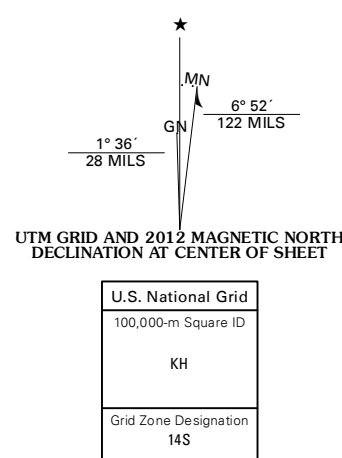 MN
GN
6° 52´
122 MILS
1° 36´
28 MILS
UTM GRID AND 2012 MAGNETIC NORTH
DECLINATION AT CENTER OF SHEET
U.S. National Grid
100,000-m Square ID
KH
Grid Zone Designation
14S